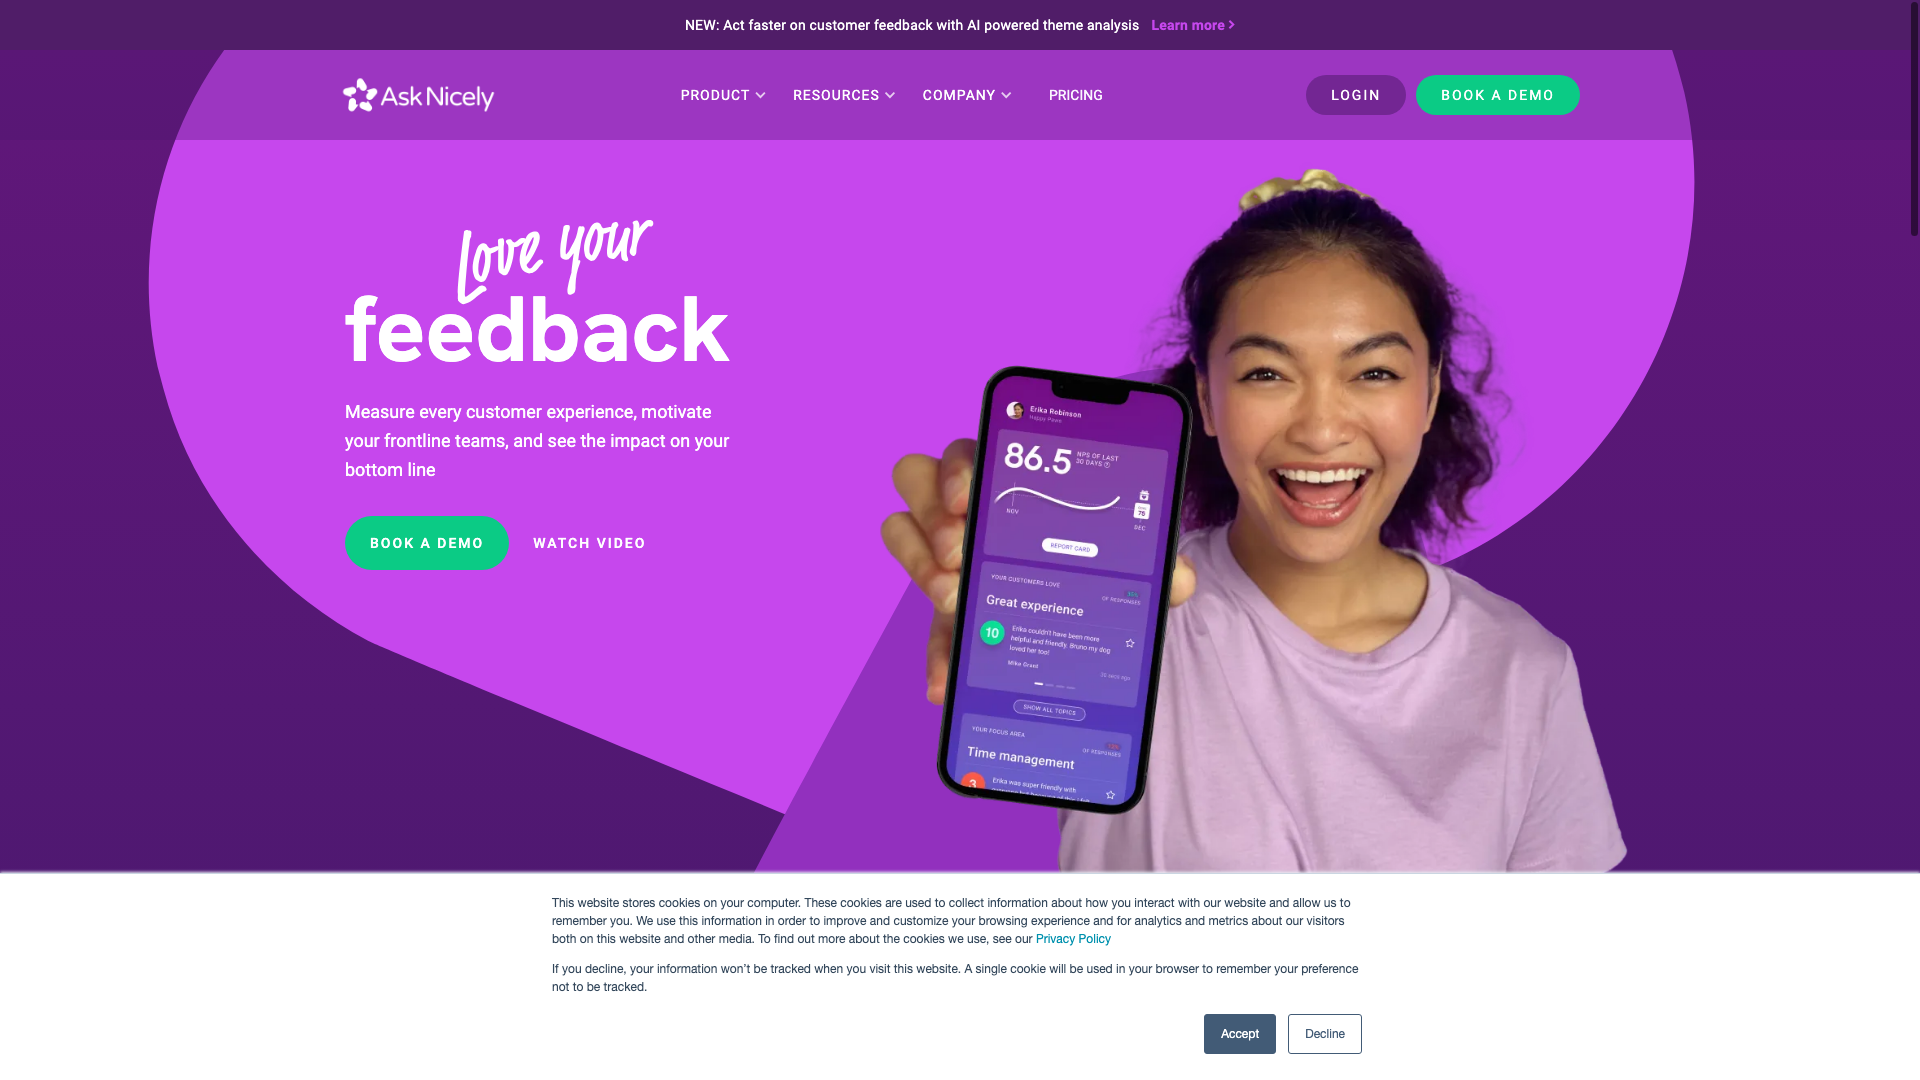 NEW: Act faster on customer feedback with AI powered theme analysis Learn more
AskNicely
PRODUCT RESOURCES COMPANY PRICING LOGIN BOOK A DEMO
Love your
feedback
Measure every customer experience, motivate
your frontline teams, and see the impact on your
bottom line
BOOK A DEMO WATCH VIDEO
Erika Robinson
Happy Paws
86.5 NPS OF LAST
30 DAYS
NOV
76
DEC
REPORT CARD
YOUR CUSTOMERS LOVE
OF RESPONSES
Great experience
10
Erika couldn't have been more
helpful and friendly. Bruno my dog
loved her too!
Mike Grand
SHOW ALL TOPICS
YOUR FOCUS AREA
OF RESPONSES
Time management
3
Erika was super friendly with
This website stores cookies on your computer. These cookies are used to collect information about how you interact with our website and allow us to
remember you. We use this information in order to improve and customize your browsing experience and for analytics and metrics about our visitors
both on this website and other media. To find out more about the cookies we use, see our Privacy Policy
If you decline, your information won’t be tracked when you visit this website. A single cookie will be used in your browser to remember your preference
not to be tracked.
Accept Decline